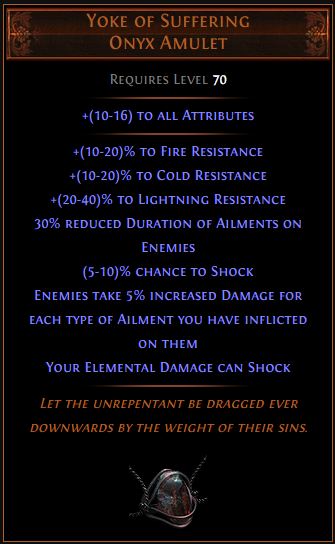 Yoke of Suffering
Onyx Amulet
Requires Level 70
+(10-16) to all Attributes
+(10-20)% to Fire Resistance
+(10-20)% to Cold Resistance
+(20-40)% to Lightning Resistance
30% reduced Duration of Ailments on
Enemies
(5-10)% chance to Shock
Enemies take 5% increased Damage for
each type of Ailment you have inflicted
on them
Your Elemental Damage can Shock
Let the unrepentant be dragged ever
downwards by the weight of their sins.